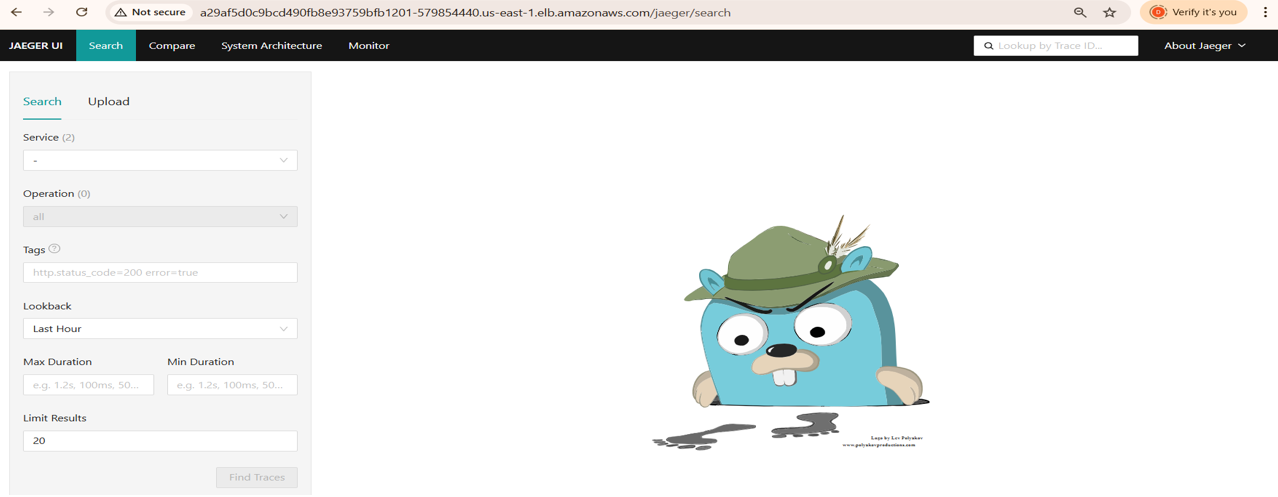 Not secure a29af5d0c9bcd490fb8e93759bfb1201-579854440.us-east-1.elb.amazonaws.com/jaeger/search Verify it's you
JAEGER UI Search Compare System Architecture Monitor Lookup by Trace ID... About Jaeger
Search Upload
Service (2)
-
Operation (0)
all
Tags
http.status_code=200 error=true
Lookback
Last Hour
Max Duration Min Duration
e.g. 1.2s, 100ms, 50... e.g. 1.2s, 100ms, 50...
Limit Results
20
Find Traces
Logo by Lev Polyakov
www.polyakovproductions.com